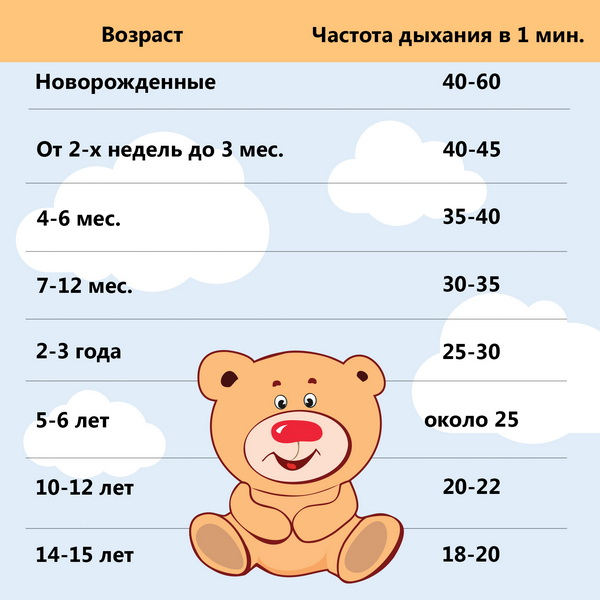 Возраст Частота дыхания в 1 мин.
Новорожденные 40-60
От 2-х недель до 3 мес. 40-45
4-6 мес. 35-40
7-12 мес. 30-35
2-3 года 25-30
5-6 лет около 25
10-12 лет 20-22
14-15 лет 18-20